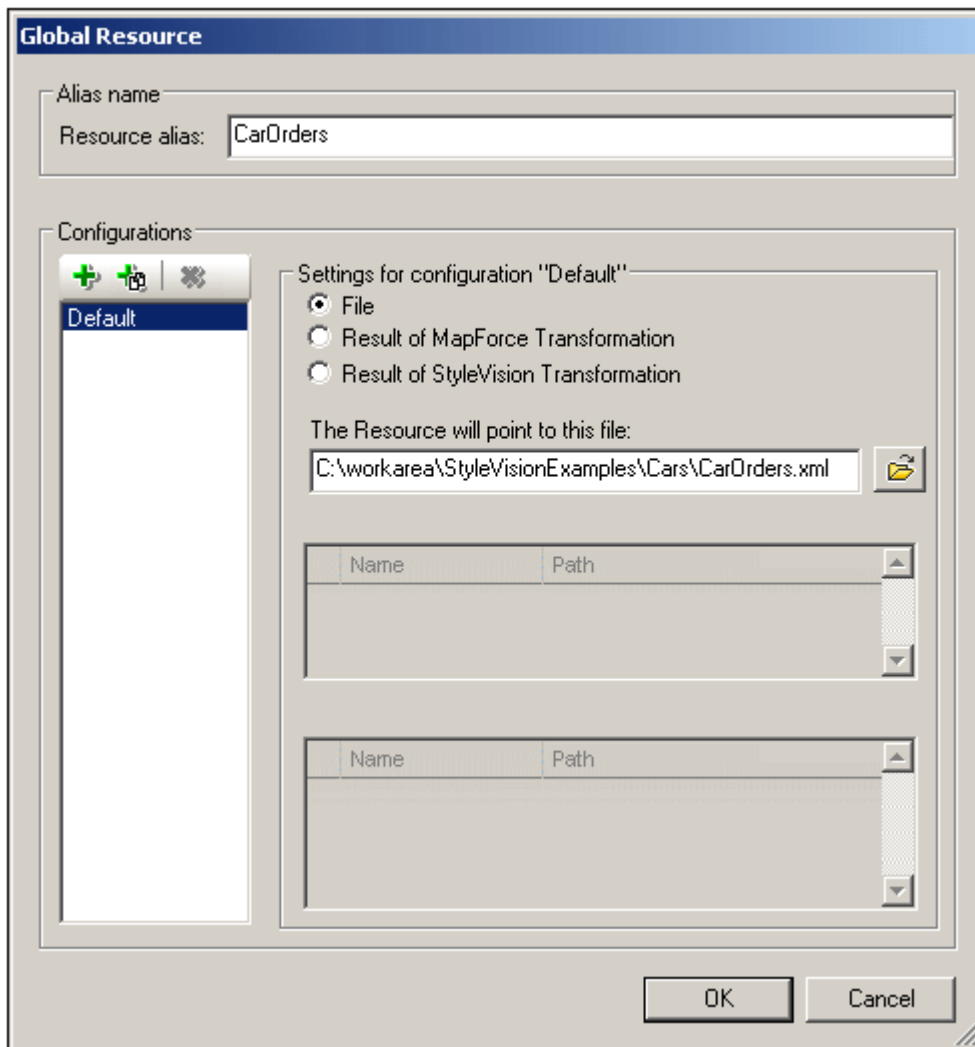 Global Resource
Alias name
Resource alias: CarOrders
Configurations
Default
Settings for configuration "Default"
File
Result of MapForce Transformation
Result of StyleVision Transformation
The Resource will point to this file:
C:\workarea\StyleVisionExamples\Cars\CarOrders.xml
Name Path
Name Path
OK Cancel